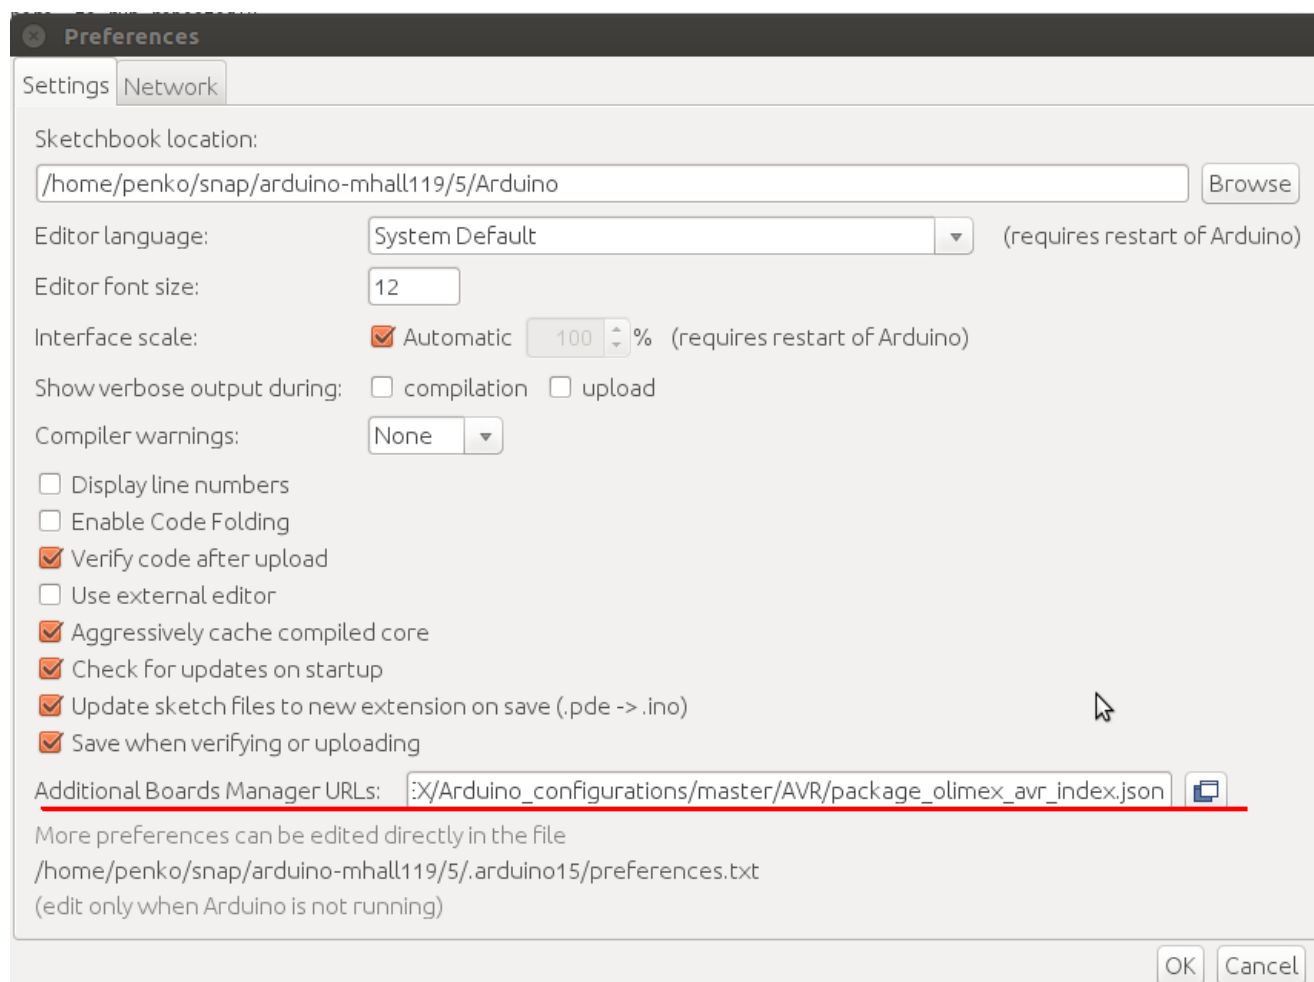 Preferences
Settings Network
Sketchbook location:
/home/penko/snap/arduino-mhall119/5/Arduino Browse
Editor language: System Default (requires restart of Arduino)
Editor font size: 12
Interface scale: Automatic 100 % (requires restart of Arduino)
Show verbose output during: compilation upload
Compiler warnings: None
Display line numbers
Enable Code Folding
Verify code after upload
Use external editor
Aggressively cache compiled core
Check for updates on startup
Update sketch files to new extension on save (.pde -> .ino)
Save when verifying or uploading
Additional Boards Manager URLs: X/Arduino_configurations/master/AVR/package_olimex_avr_index.json
More preferences can be edited directly in the file
/home/penko/snap/arduino-mhall119/5/.arduino15/preferences.txt
(edit only when Arduino is not running)
OK Cancel